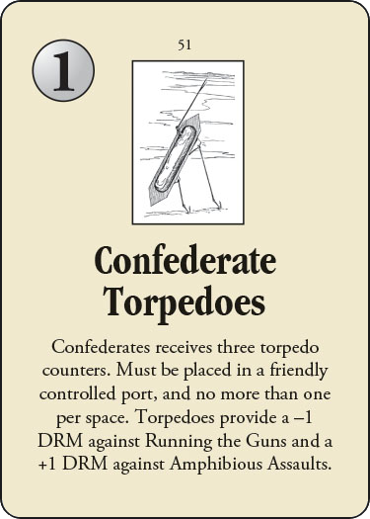 51
1
Confederate
Torpedoes
Confederates receives three torpedo
counters. Must be placed in a friendly
controlled port, and no more than one
per space. Torpedoes provide a –1
DRM against Running the Guns and a
+1 DRM against Amphibious Assaults.